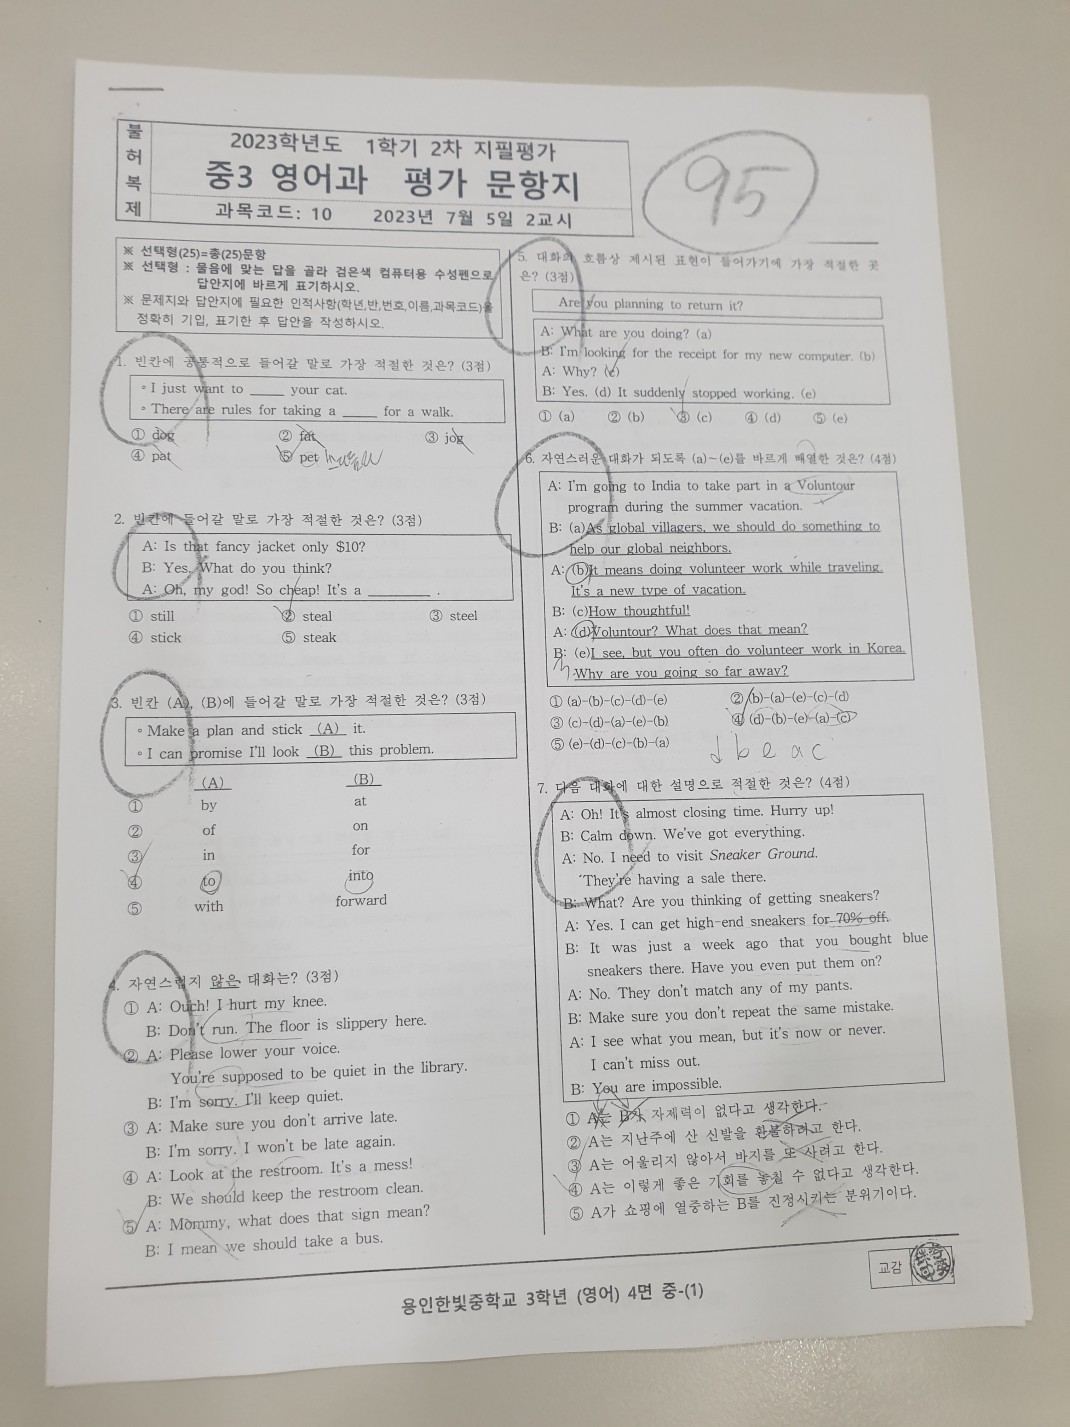 불허복제
2023학년도 1학기 2차 지필평가
중3 영어과 평가 문항지
과목코드: 10 2023년 7월 5일 2교시
95
※ 선택형(25)=총(25)문항
※ 선택형 : 물음에 맞는 답을 골라 검은색 컴퓨터용 수성펜으로
답안지에 바르게 표기하시오.
※ 문제지와 답안지에 필요한 인적사항(학년,반,번호,이름,과목코드)을
정확히 기입, 표기한 후 답안을 작성하시오.
1. 빈칸에 공통적으로 들어갈 말로 가장 적절한 것은? (3점)
◦ I just want to ____ your cat.
◦ There are rules for taking a ____ for a walk.
① dog ② fat ③ jog
④ pat ⑤ pet
2. 빈칸에 들어갈 말로 가장 적절한 것은? (3점)
A: Is that fancy jacket only $10?
B: Yes. What do you think?
A: Oh, my god! So cheap! It's a ________ .
① still ② steal ③ steel
④ stick ⑤ steak
3. 빈칸 (A), (B)에 들어갈 말로 가장 적절한 것은? (3점)
◦ Make a plan and stick (A) it.
◦ I can promise I'll look (B) this problem.
(A) (B)
① by at
② of on
③ in for
④ to into
⑤ with forward
4. 자연스럽지 않은 대화는? (3점)
① A: Ouch! I hurt my knee.
B: Don't run. The floor is slippery here.
② A: Please lower your voice.
You're supposed to be quiet in the library.
B: I'm sorry. I'll keep quiet.
③ A: Make sure you don't arrive late.
B: I'm sorry. I won't be late again.
④ A: Look at the restroom. It's a mess!
B: We should keep the restroom clean.
⑤ A: Mommy, what does that sign mean?
B: I mean we should take a bus.
5. 대화의 흐름상 제시된 표현이 들어가기에 가장 적절한 곳
은? (3점)
Are you planning to return it?
A: What are you doing? (a)
B: I'm looking for the receipt for my new computer. (b)
A: Why? (c)
B: Yes. (d) It suddenly stopped working. (e)
① (a) ② (b) ③ (c) ④ (d) ⑤ (e)
6. 자연스러운 대화가 되도록 (a)~(e)를 바르게 배열한 것은? (4점)
A: I'm going to India to take part in a Voluntour
program during the summer vacation.
B: (a)As global villagers, we should do something to
help our global neighbors.
A: (b)It means doing volunteer work while traveling.
It's a new type of vacation.
B: (c)How thoughtful!
A: (d)Voluntour? What does that mean?
B: (e)I see, but you often do volunteer work in Korea.
Why are you going so far away?
① (a)-(b)-(c)-(d)-(e) ② (b)-(a)-(e)-(c)-(d)
③ (c)-(d)-(a)-(e)-(b) ④ (d)-(b)-(e)-(a)-(c)
⑤ (e)-(d)-(c)-(b)-(a)
d b e a c
7. 다음 대화에 대한 설명으로 적절한 것은? (4점)
A: Oh! It's almost closing time. Hurry up!
B: Calm down. We've got everything.
A: No. I need to visit Sneaker Ground.
They're having a sale there.
B: What? Are you thinking of getting sneakers?
A: Yes. I can get high-end sneakers for 70% off.
B: It was just a week ago that you bought blue
sneakers there. Have you even put them on?
A: No. They don't match any of my pants.
B: Make sure you don't repeat the same mistake.
A: I see what you mean, but it's now or never.
I can't miss out.
B: You are impossible.
① A는 B가 자제력이 없다고 생각한다.
② A는 지난주에 산 신발을 환불하려고 한다.
③ A는 어울리지 않아서 바지를 또 사려고 한다.
④ A는 이렇게 좋은 기회를 놓칠 수 없다고 생각한다.
⑤ A가 쇼핑에 열중하는 B를 진정시키는 분위기이다.
교감
용인한빛중학교 3학년 (영어) 4면 중-(1)